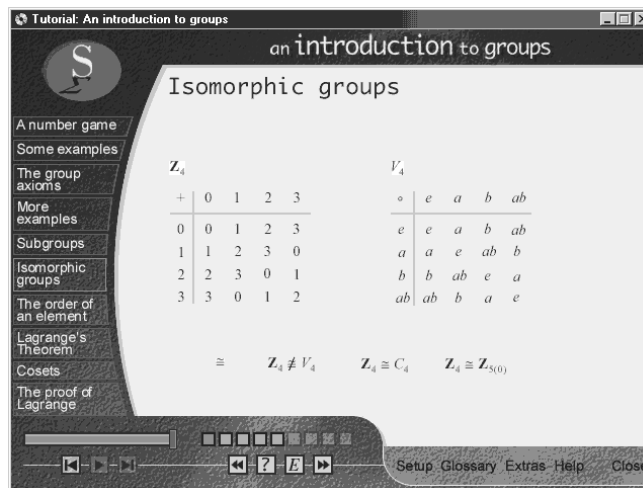 Tutorial: An introduction to groups
S
an introduction to groups
Isomorphic groups
A number game
Some examples
The group
axioms
More
examples
Subgroups
Isomorphic
groups
The order of
an element
Lagrange's
Theorem
Cosets
The proof of
Lagrange
Z₄
+ 0 1 2 3
0 0 1 2 3
1 1 2 3 0
2 2 3 0 1
3 3 0 1 2
V₄
∘ e a b ab
e e a b ab
a a e ab b
b b ab e a
ab ab b a e
≅ Z₄ ≇ V₄ Z₄ ≅ C₄ Z₄ ≅ Z₅₍₀₎
? E
Setup Glossary Extras Help Close